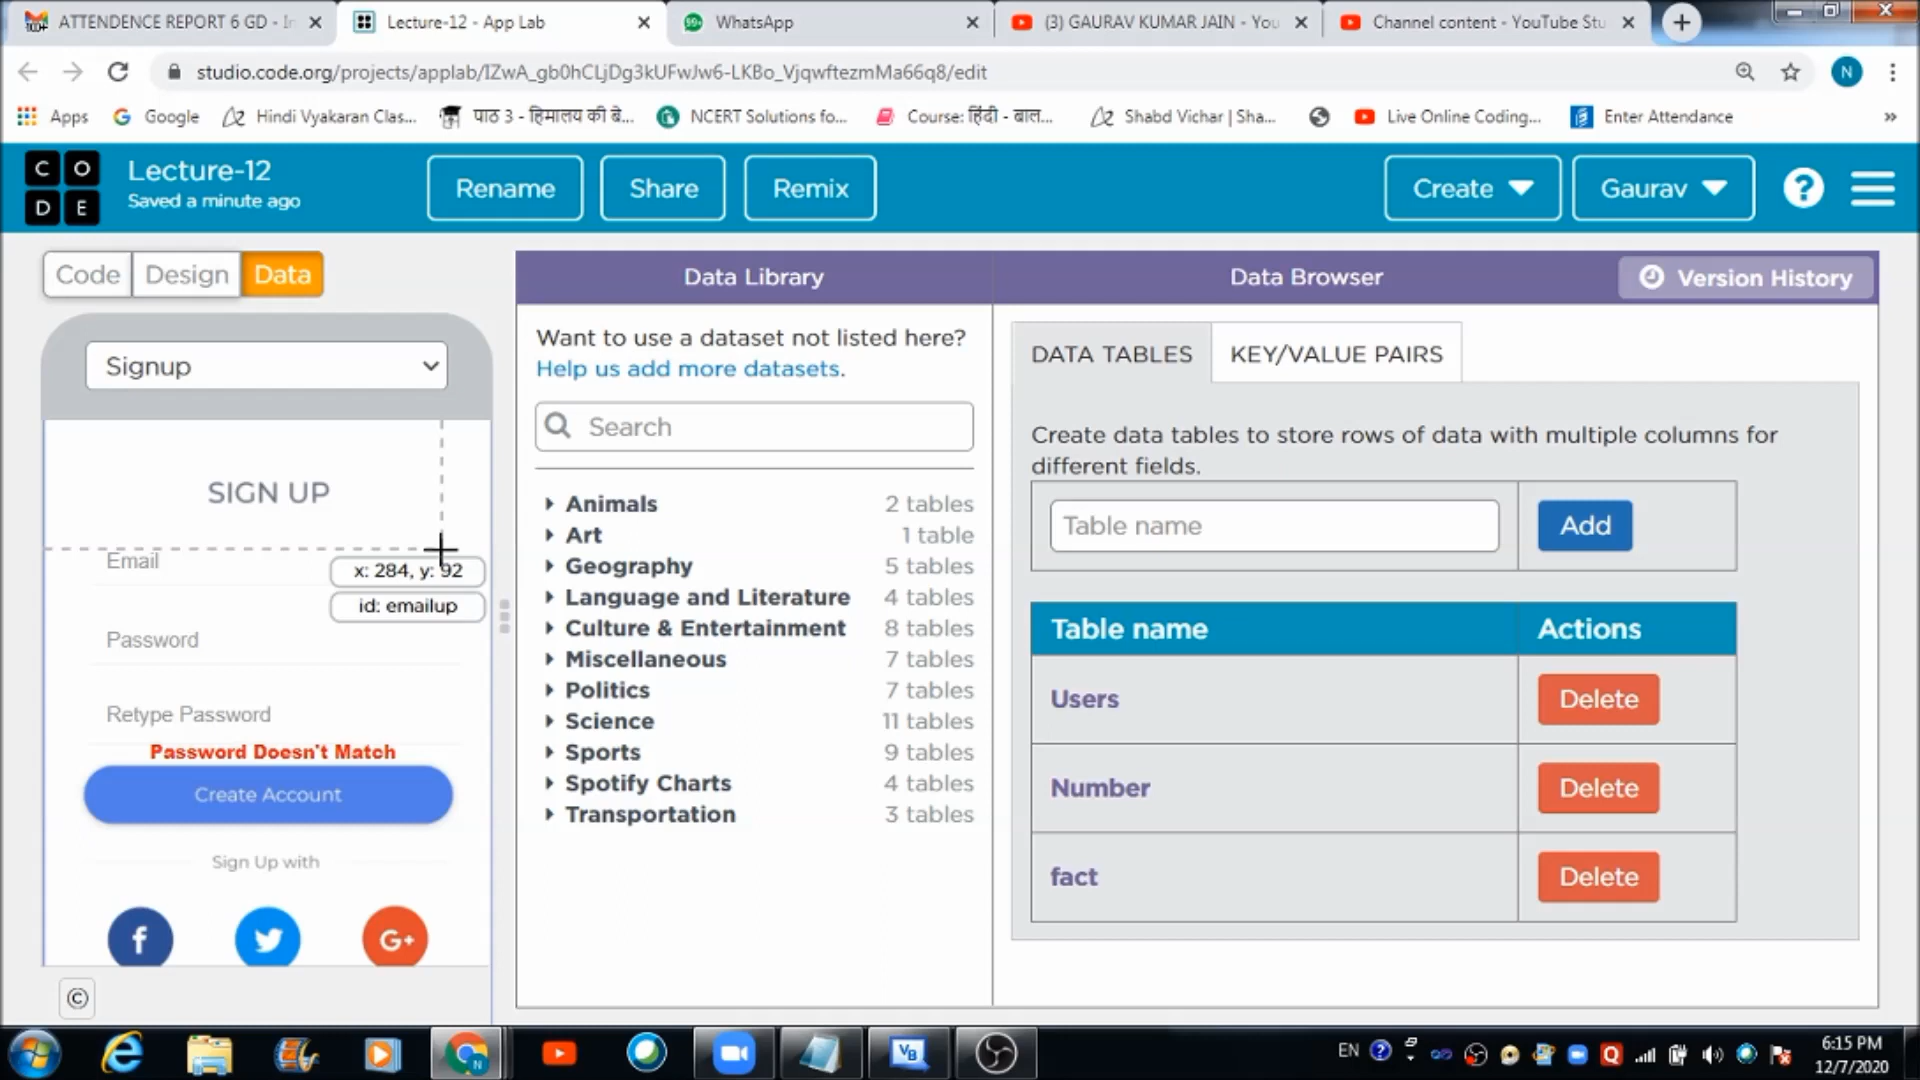 ATTENDENCE REPORT 6 GD - In
Lecture-12 - App Lab
WhatsApp
(3) GAURAV KUMAR JAIN - You
Channel content - YouTube Stu
studio.code.org/projects/applab/IZwA_gb0hCLjDg3kUFwJw6-LKBo_VjqwftezmMa66q8/edit
N
Apps
Google
Hindi Vyakaran Clas...
पाठ 3 - हिमालय की बे...
NCERT Solutions fo...
Course: हिंदी - बाल...
Shabd Vichar | Sha...
Live Online Coding...
Enter Attendance
»
C O
D E
Lecture-12
Saved a minute ago
Rename
Share
Remix
Create
Gaurav
?
Code
Design
Data
Data Library
Data Browser
Version History
Signup
SIGN UP
Email
x: 284, y: 92
id: emailup
Password
Retype Password
Password Doesn't Match
Create Account
Sign Up with
f
G+
©
Want to use a dataset not listed here?
Help us add more datasets.
Search
Animals 2 tables
Art 1 table
Geography 5 tables
Language and Literature 4 tables
Culture & Entertainment 8 tables
Miscellaneous 7 tables
Politics 7 tables
Science 11 tables
Sports 9 tables
Spotify Charts 4 tables
Transportation 3 tables
DATA TABLES
KEY/VALUE PAIRS
Create data tables to store rows of data with multiple columns for
different fields.
Table name
Add
Table name Actions
Users Delete
Number Delete
fact Delete
EN
6:15 PM
12/7/2020